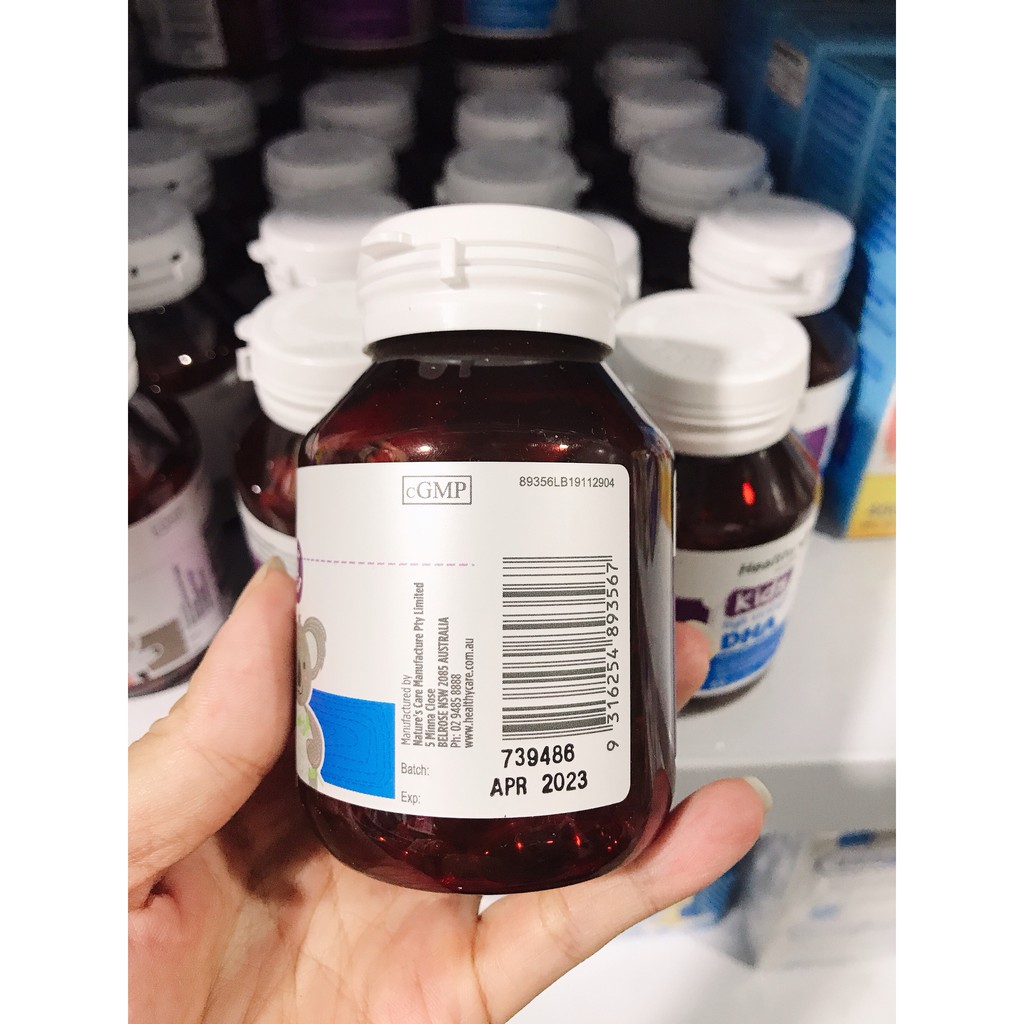 cGMP
89356LB19112904
Manufactured by
Nature's Care Manufacture Pty Limited
5 Minna Close
BELROSE NSW 2085 AUSTRALIA
Ph: 02 9485 8888
www.healthycare.com.au
9 316254 893567
Batch: 739486
Exp: APR 2023
Kids
DHA